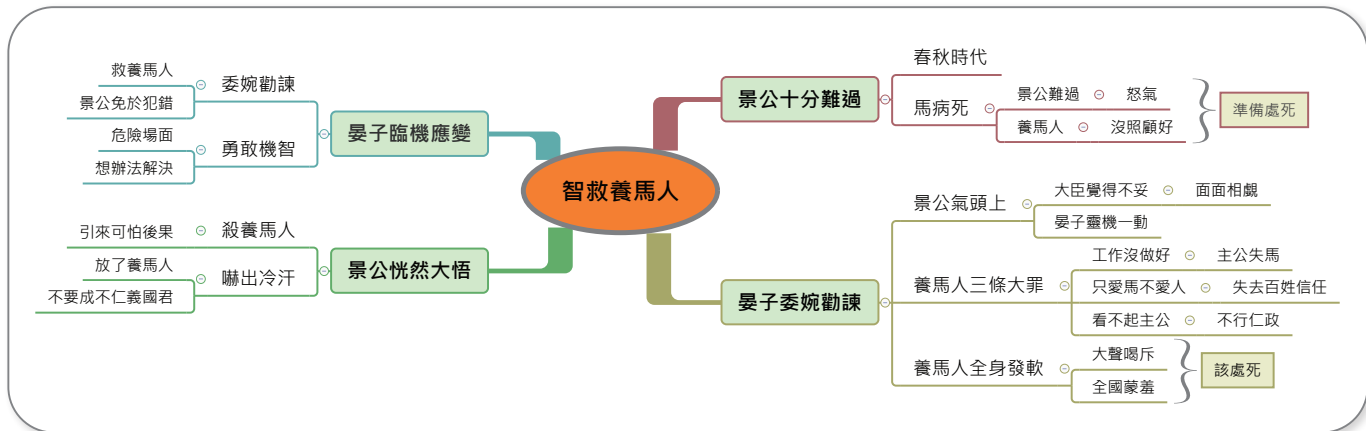 智救養馬人
景公十分難過
春秋時代
馬病死
景公難過
怒氣
養馬人
沒照顧好
準備處死
晏子委婉勸諫
景公氣頭上
大臣覺得不妥
面面相覷
晏子靈機一動
養馬人三條大罪
工作沒做好
主公失馬
只愛馬不愛人
失去百姓信任
看不起主公
不行仁政
養馬人全身發軟
大聲喝斥
全國蒙羞
該處死
景公恍然大悟
殺養馬人
引來可怕後果
嚇出冷汗
放了養馬人
不要成不仁義國君
晏子臨機應變
委婉勸諫
救養馬人
景公免於犯錯
勇敢機智
危險場面
想辦法解決